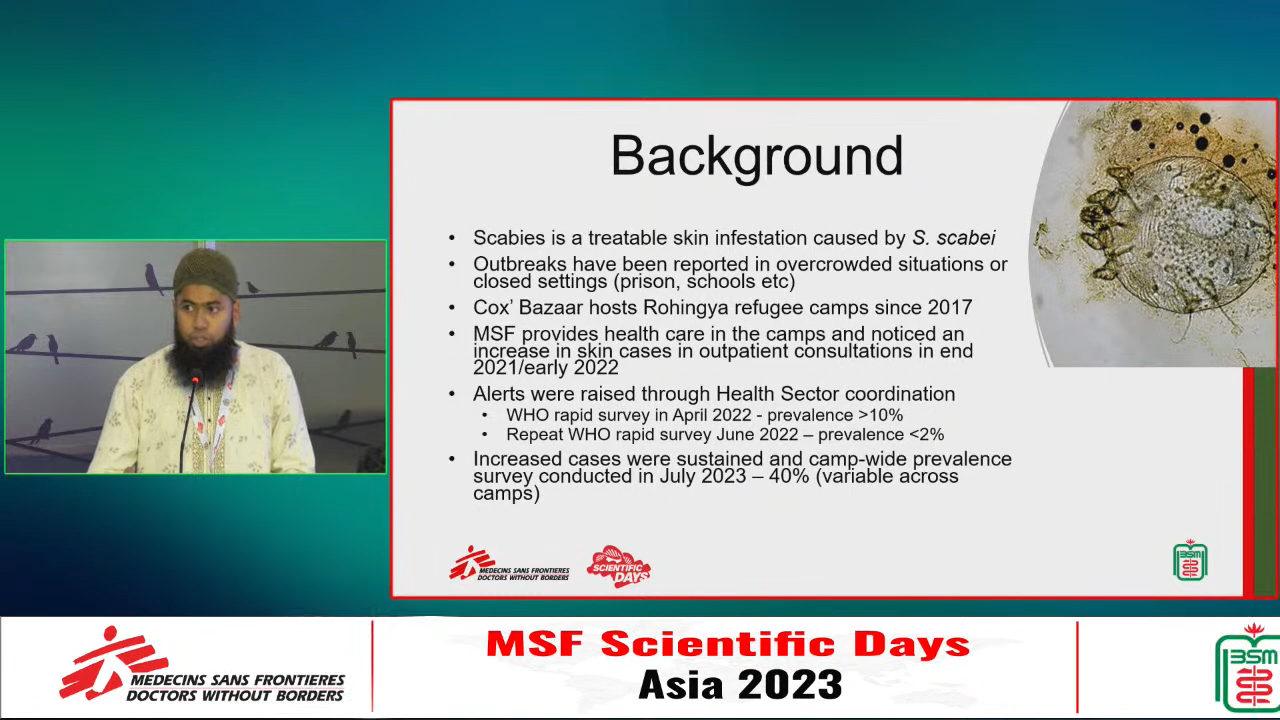 Background
• Scabies is a treatable skin infestation caused by S. scabei
• Outbreaks have been reported in overcrowded situations or
closed settings (prison, schools etc)
• Cox’ Bazaar hosts Rohingya refugee camps since 2017
• MSF provides health care in the camps and noticed an
increase in skin cases in outpatient consultations in end
2021/early 2022
• Alerts were raised through Health Sector coordination
• WHO rapid survey in April 2022 - prevalence >10%
• Repeat WHO rapid survey June 2022 – prevalence <2%
• Increased cases were sustained and camp-wide prevalence
survey conducted in July 2023 – 40% (variable across
camps)
MEDECINS SANS FRONTIERES
DOCTORS WITHOUT BORDERS
SCIENTIFIC
DAYS
BSM
MEDECINS SANS FRONTIERES
DOCTORS WITHOUT BORDERS
MSF Scientific Days
Asia 2023
BSM